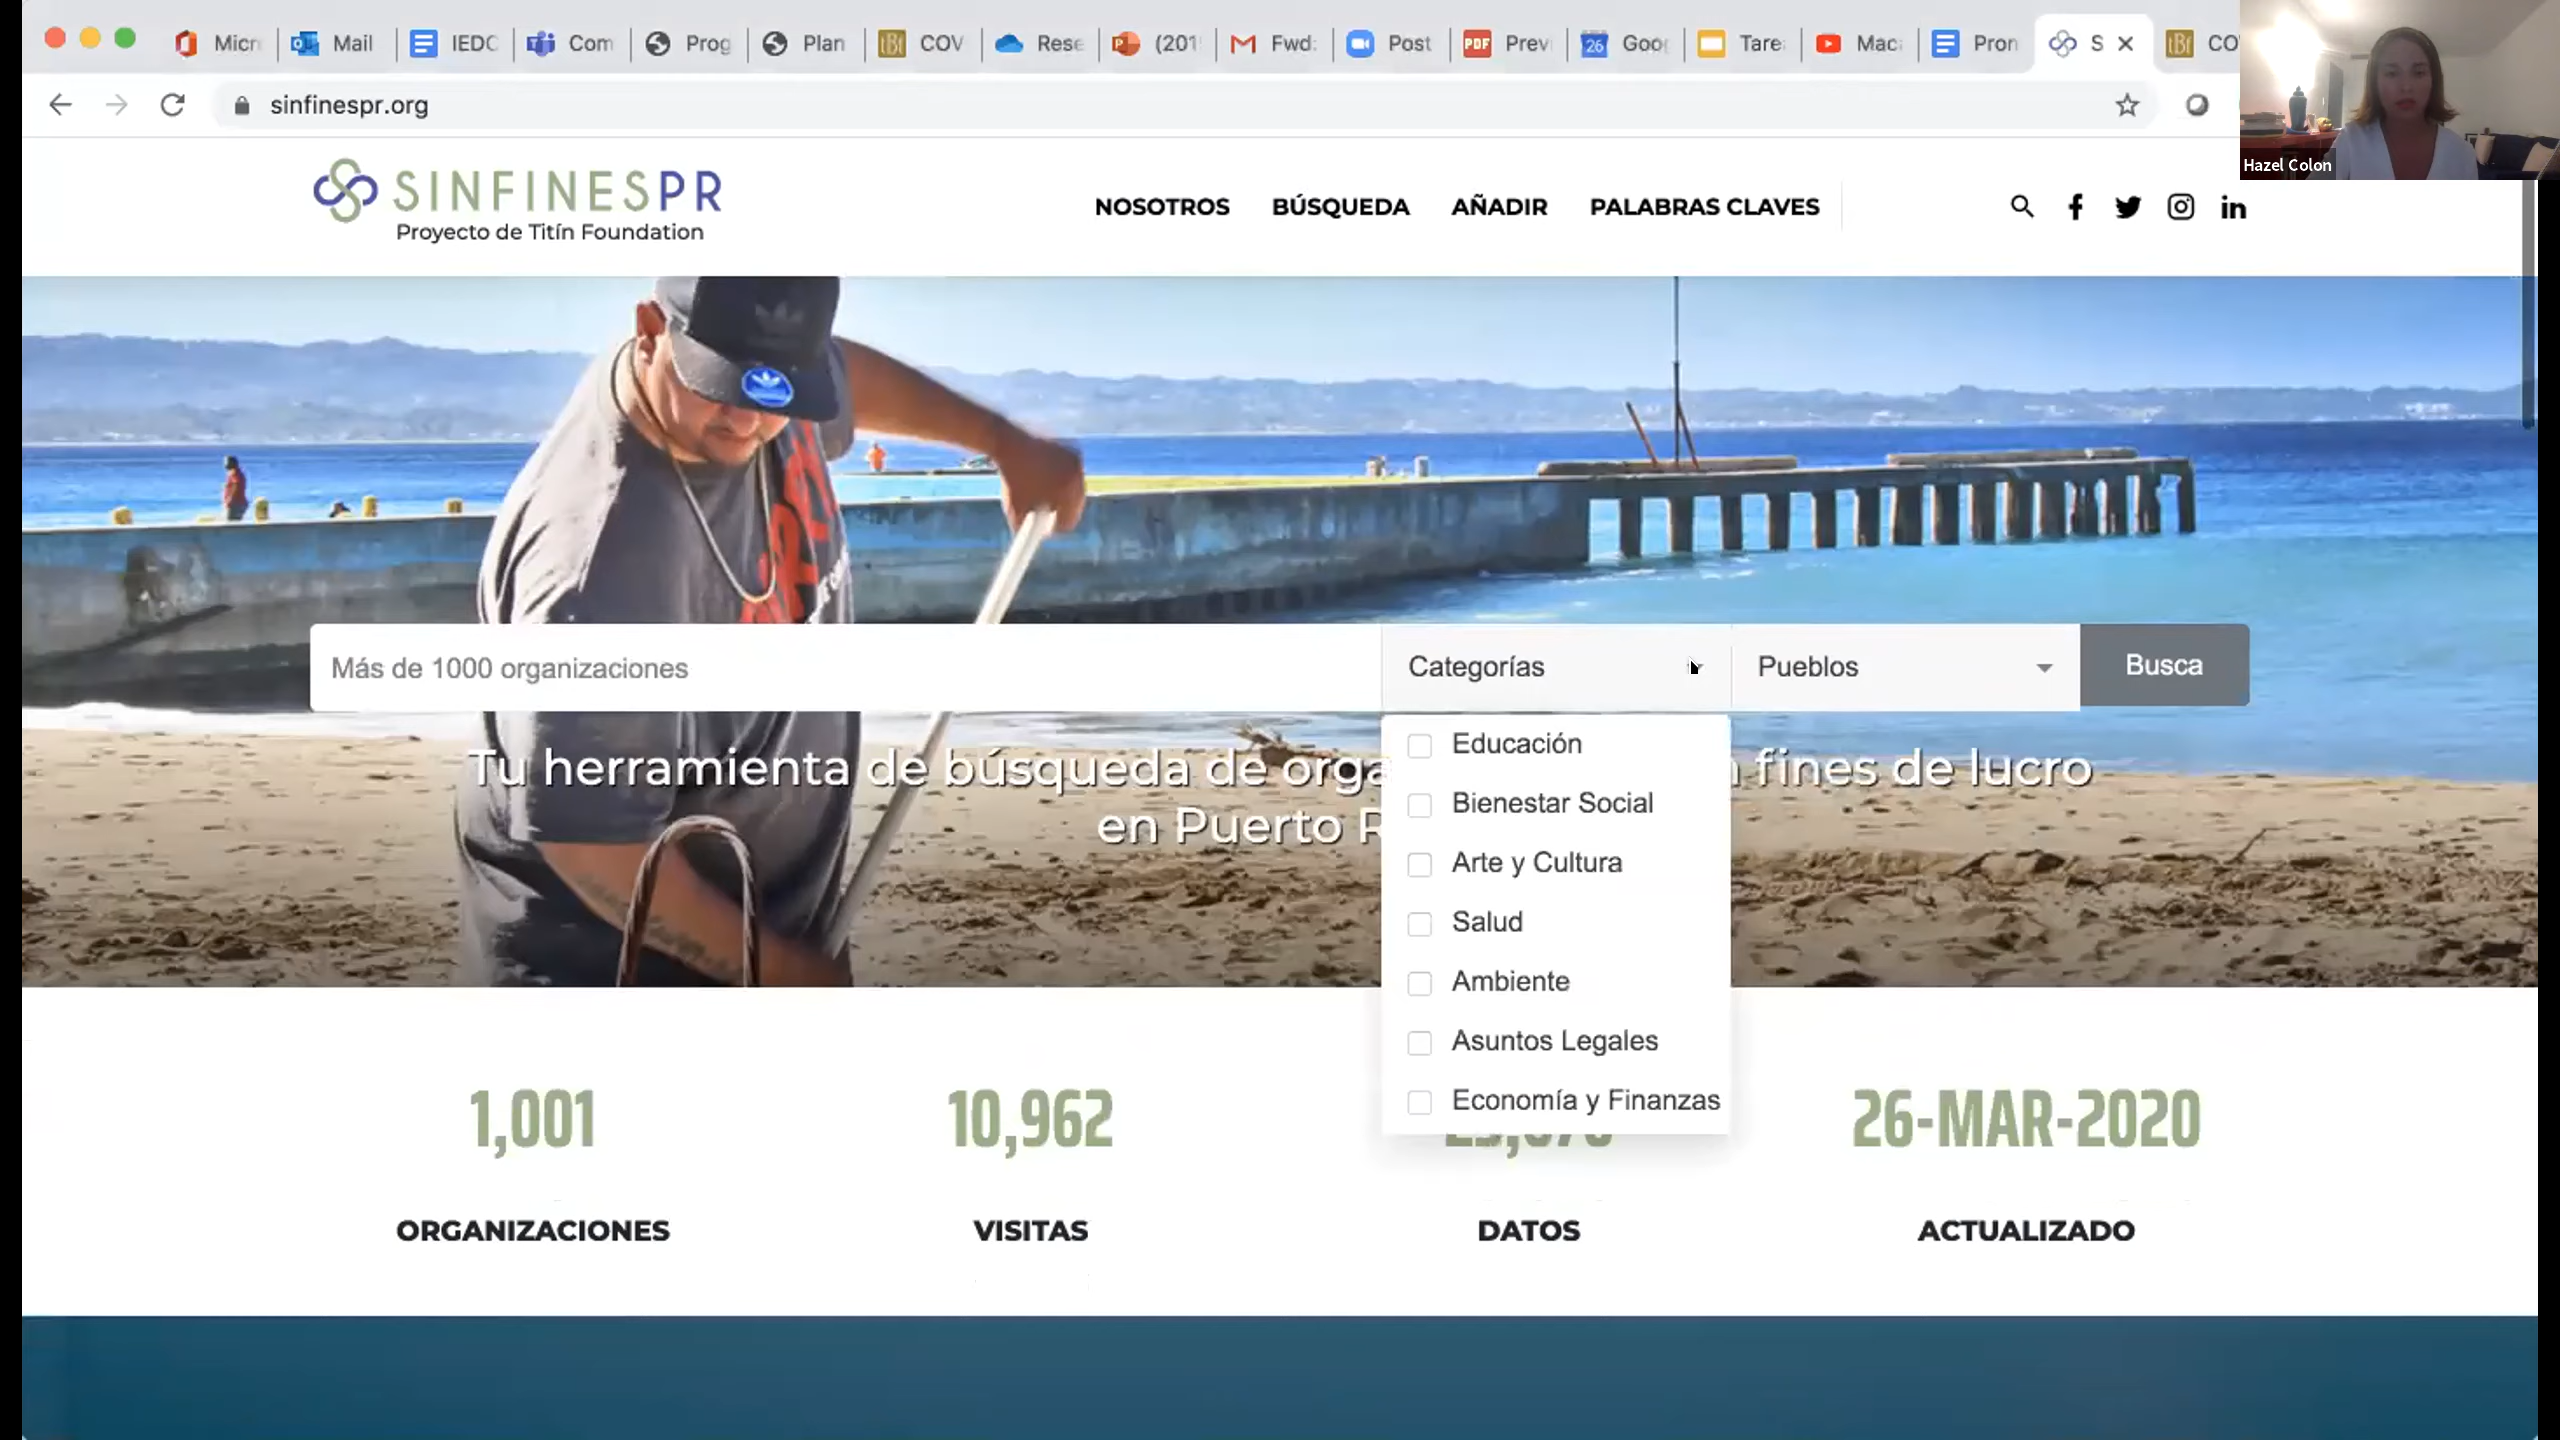 Micr
Mail
IEDC
Com
Prog
Plan
COV
Rese
(201
Fwd:
Post
PDF
Prev
26
Goog
Tare
Mac
Pron
S
CO
sinfinespr.org
Hazel Colon
SINFINESPR
Proyecto de Titín Foundation
NOSOTROS
BÚSQUEDA
AÑADIR
PALABRAS CLAVES
Más de 1000 organizaciones
Categorías
Pueblos
Busca
Educación
Bienestar Social
Arte y Cultura
Salud
Ambiente
Asuntos Legales
Economía y Finanzas
Tu herramienta de búsqueda de orga fines de lucro
en Puerto R
1,001
10,962
26-MAR-2020
ORGANIZACIONES
VISITAS
DATOS
ACTUALIZADO